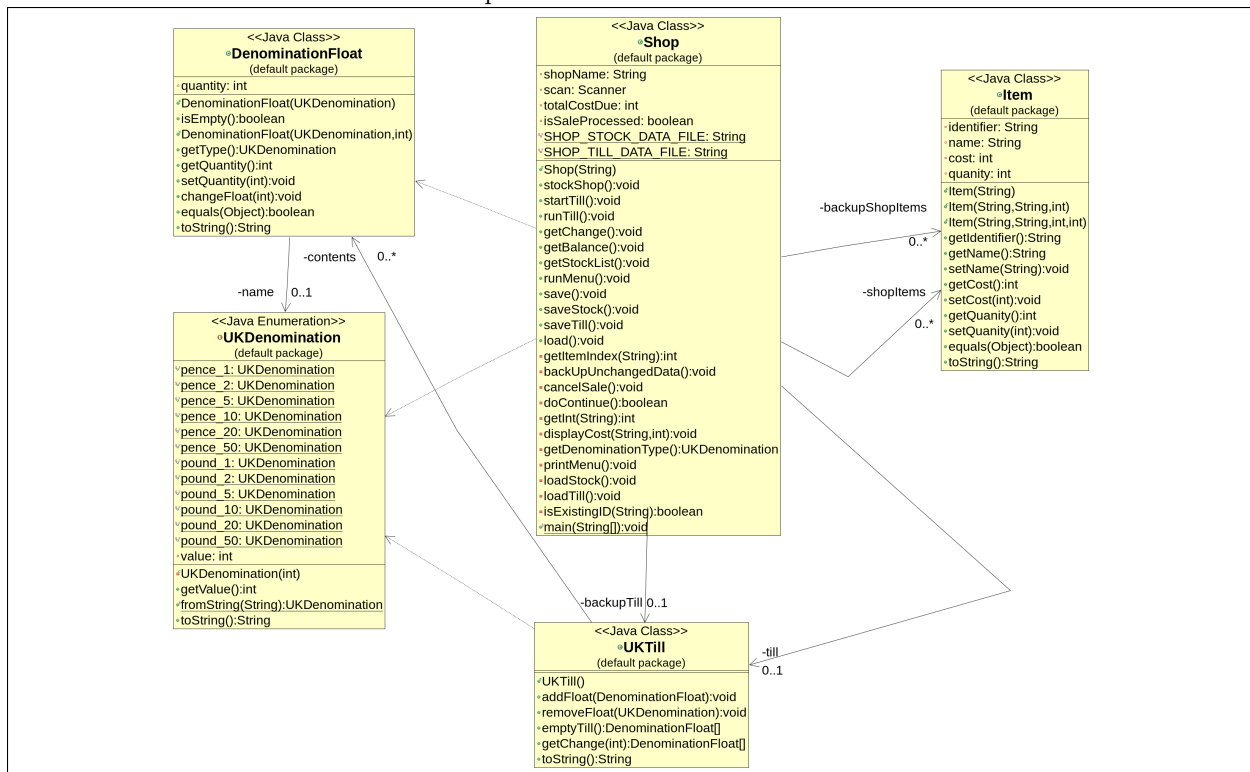 <<Java Class>>
DenominationFloat
(default package)
quantity: int
DenominationFloat(UKDenomination)
isEmpty():boolean
DenominationFloat(UKDenomination,int)
getType():UKDenomination
getQuantity():int
setQuantity(int):void
changeFloat(int):void
equals(Object):boolean
toString():String
<<Java Class>>
Shop
(default package)
shopName: String
scan: Scanner
totalCostDue: int
isSaleProcessed: boolean
SHOP_STOCK_DATA_FILE: String
SHOP_TILL_DATA_FILE: String
Shop(String)
stockShop():void
startTill():void
runTill():void
getChange():void
getBalance():void
getStockList():void
runMenu():void
save():void
saveStock():void
saveTill():void
load():void
getItemIndex(String):int
backUpUnchangedData():void
cancelSale():void
doContinue():boolean
getInt(String):int
displayCost(String,int):void
getDenominationType():UKDenomination
printMenu():void
loadStock():void
loadTill():void
isExistingID(String):boolean
main(String[]):void
<<Java Class>>
Item
(default package)
identifier: String
name: String
cost: int
quanity: int
Item(String)
Item(String,String,int)
Item(String,String,int,int)
getIdentifier():String
getName():String
setName(String):void
getCost():int
setCost(int):void
getQuanity():int
setQuanity(int):void
equals(Object):boolean
toString():String
-backupShopItems
0..*
-shopItems
0..*
-contents 0..*
-name 0..1
<<Java Enumeration>>
UKDenomination
(default package)
pence_1: UKDenomination
pence_2: UKDenomination
pence_5: UKDenomination
pence_10: UKDenomination
pence_20: UKDenomination
pence_50: UKDenomination
pound_1: UKDenomination
pound_2: UKDenomination
pound_5: UKDenomination
pound_10: UKDenomination
pound_20: UKDenomination
pound_50: UKDenomination
value: int
UKDenomination(int)
getValue():int
fromString(String):UKDenomination
toString():String
-backupTill 0..1
<<Java Class>>
UKTill
(default package)
UKTill()
addFloat(DenominationFloat):void
removeFloat(UKDenomination):void
emptyTill():DenominationFloat[]
getChange(int):DenominationFloat[]
toString():String
-till
0..1